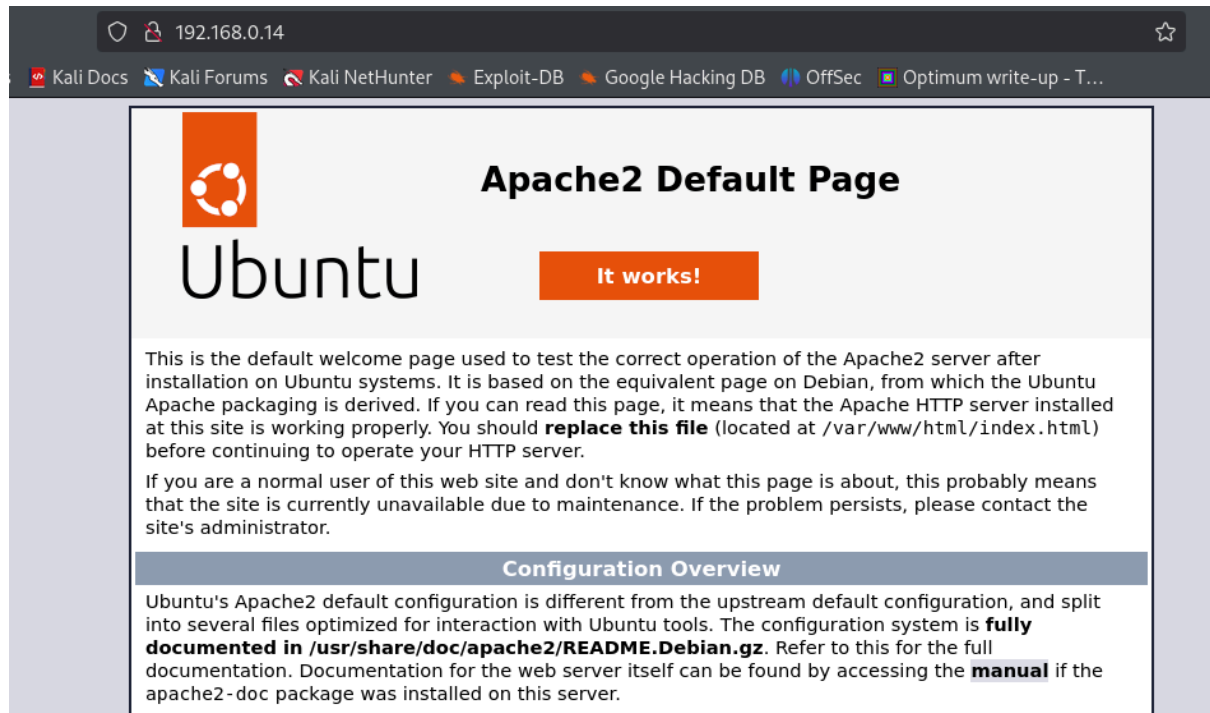 192.168.0.14
Kali Docs Kali Forums Kali NetHunter Exploit-DB Google Hacking DB OffSec Optimum write-up - T...
Apache2 Default Page
Ubuntu
It works!
This is the default welcome page used to test the correct operation of the Apache2 server after
installation on Ubuntu systems. It is based on the equivalent page on Debian, from which the Ubuntu
Apache packaging is derived. If you can read this page, it means that the Apache HTTP server installed
at this site is working properly. You should replace this file (located at /var/www/html/index.html)
before continuing to operate your HTTP server.
If you are a normal user of this web site and don't know what this page is about, this probably means
that the site is currently unavailable due to maintenance. If the problem persists, please contact the
site's administrator.
Configuration Overview
Ubuntu's Apache2 default configuration is different from the upstream default configuration, and split
into several files optimized for interaction with Ubuntu tools. The configuration system is fully
documented in /usr/share/doc/apache2/README.Debian.gz. Refer to this for the full
documentation. Documentation for the web server itself can be found by accessing the manual if the
apache2-doc package was installed on this server.